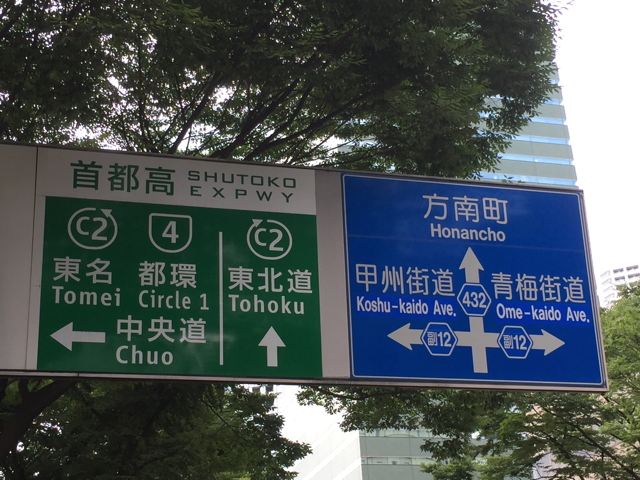 首都高 SHUTOKO EXPWY
C2 4 C2
東名 都環 東北道
Tomei Circle 1 Tohoku
中央道
Chuo
方南町
Honancho
甲州街道 432 青梅街道
Koshu-kaido Ave. Ome-kaido Ave.
副12 副12